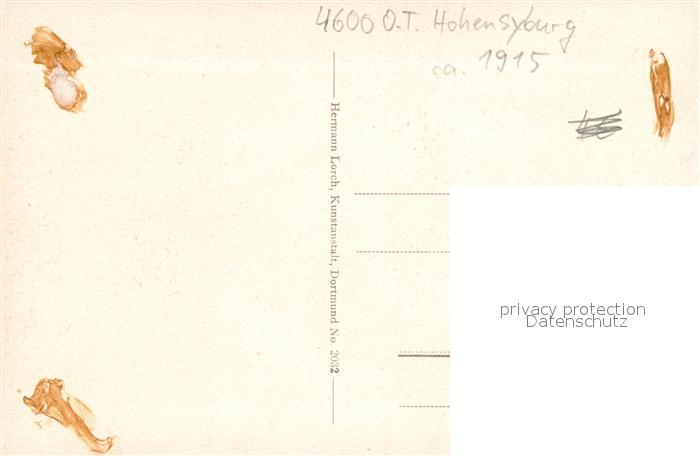 4600 O.T. Hohensyburg
ca. 1915
Hermann Lorch, Kunstanstalt, Dortmund No 2032
privacy protection
Datenschutz